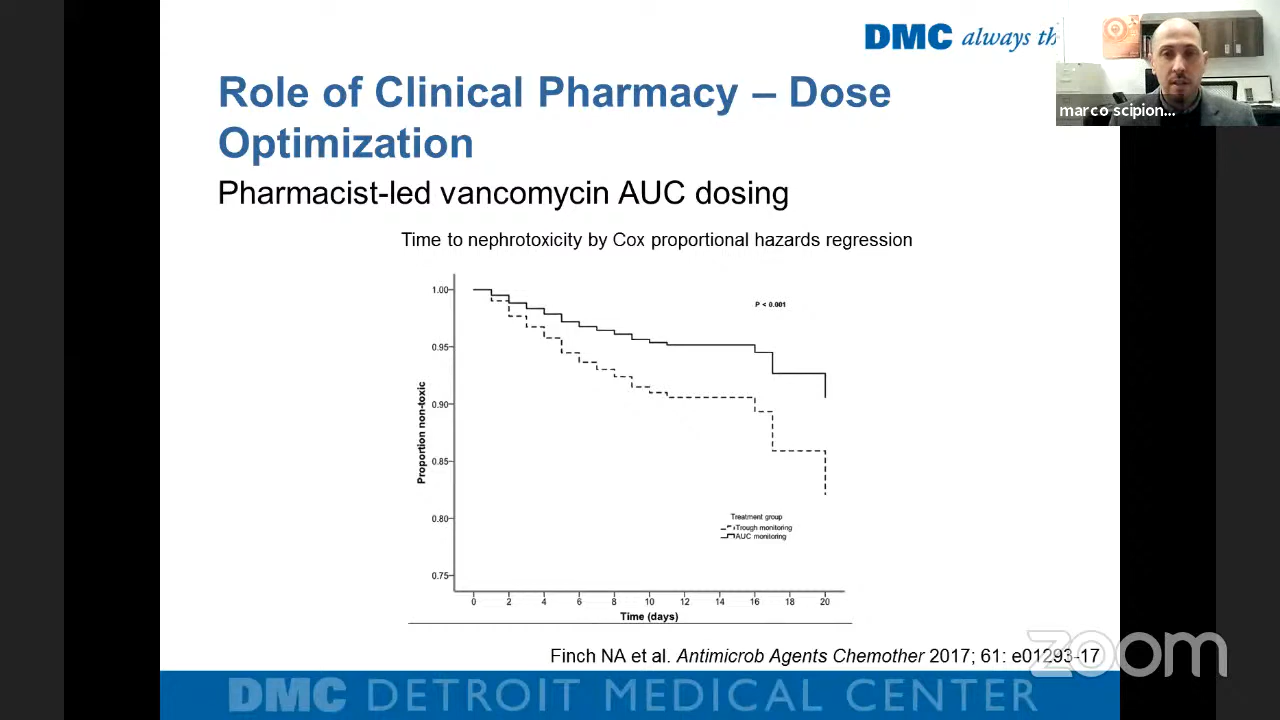 DMC always th
marco scipion...
Role of Clinical Pharmacy – Dose
Optimization
Pharmacist-led vancomycin AUC dosing
Time to nephrotoxicity by Cox proportional hazards regression
P < 0.001
1.00
0.95
0.90
0.85
0.80
0.75
Proportion non-toxic
Treatment group
Trough monitoring
AUC monitoring
0 2 4 6 8 10 12 14 16 18 20
Time (days)
Finch NA et al. Antimicrob Agents Chemother 2017; 61: e01293-17
zoom
DMC DETROIT MEDICAL CENTER